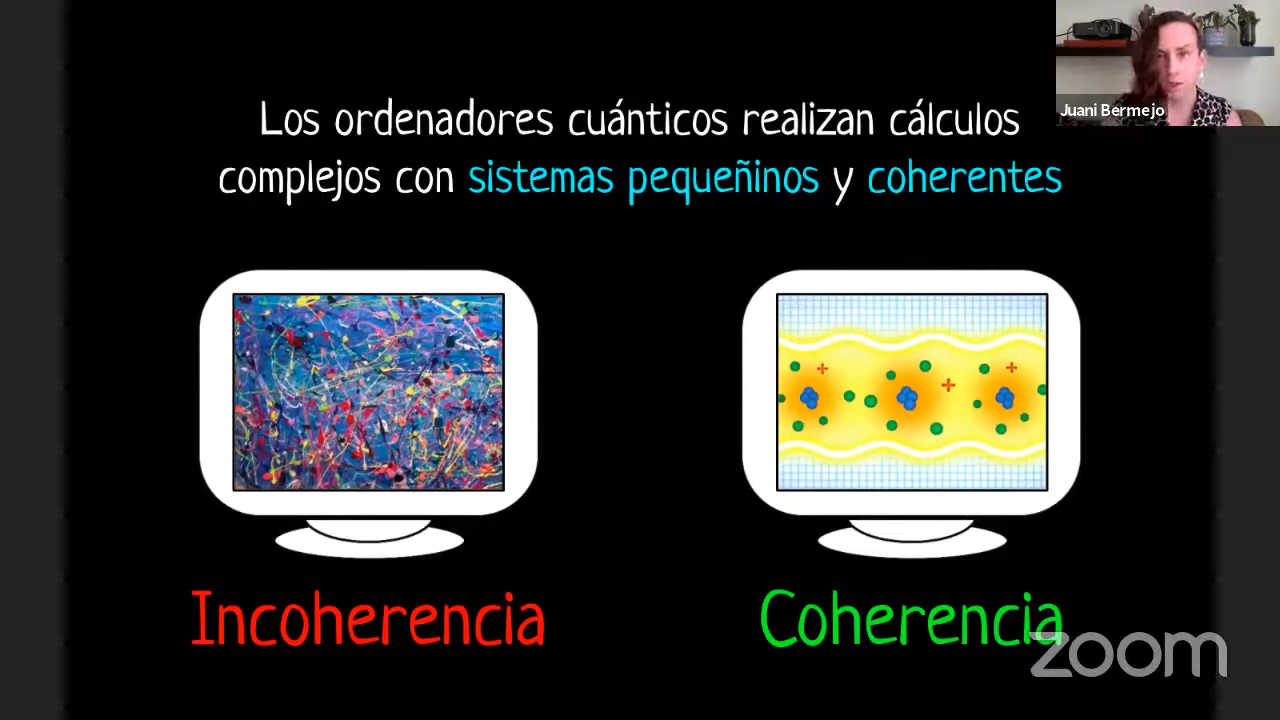 Los ordenadores cuánticos realizan cálculos
complejos con sistemas pequeñinos y coherentes
Juani Bermejo
Incoherencia
Coherencia
zoom